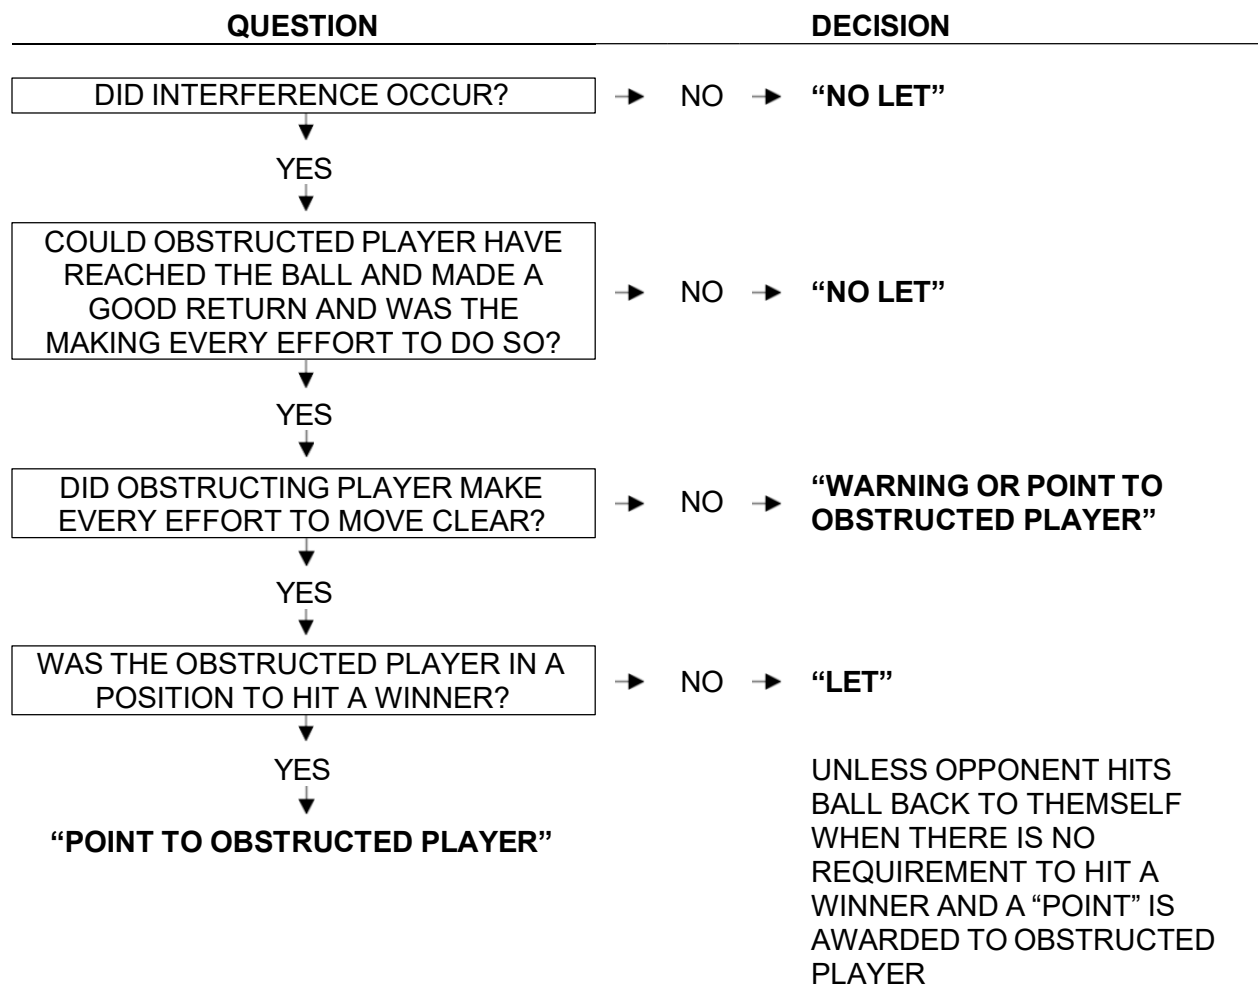 QUESTION
DECISION
DID INTERFERENCE OCCUR?
NO
“NO LET”
YES
COULD OBSTRUCTED PLAYER HAVE
REACHED THE BALL AND MADE A
GOOD RETURN AND WAS THE
MAKING EVERY EFFORT TO DO SO?
NO
“NO LET”
YES
DID OBSTRUCTING PLAYER MAKE
EVERY EFFORT TO MOVE CLEAR?
NO
“WARNING OR POINT TO
OBSTRUCTED PLAYER”
YES
WAS THE OBSTRUCTED PLAYER IN A
POSITION TO HIT A WINNER?
NO
“LET”
YES
“POINT TO OBSTRUCTED PLAYER”
UNLESS OPPONENT HITS
BALL BACK TO THEMSELF
WHEN THERE IS NO
REQUIREMENT TO HIT A
WINNER AND A “POINT” IS
AWARDED TO OBSTRUCTED
PLAYER